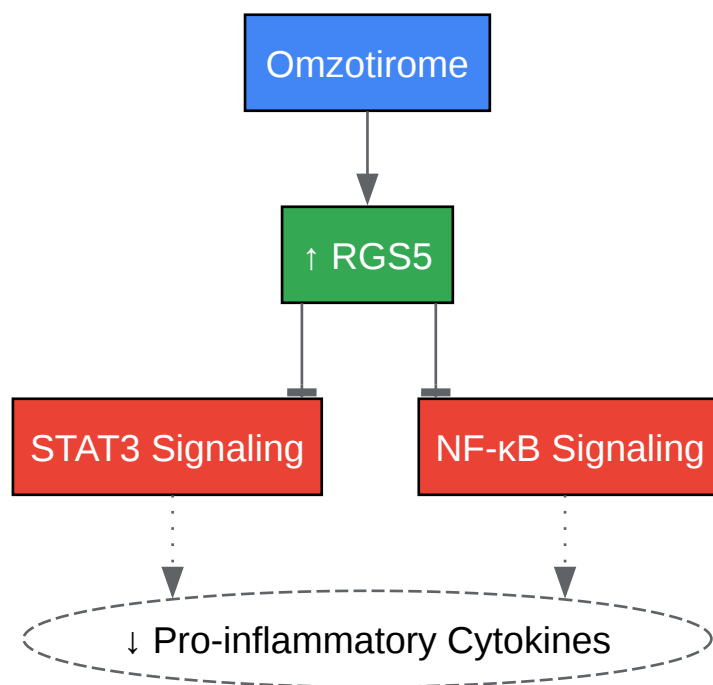 Omzotirome
↑ RGS5
STAT3 Signaling
NF-κB Signaling
↓ Pro-inflammatory Cytokines